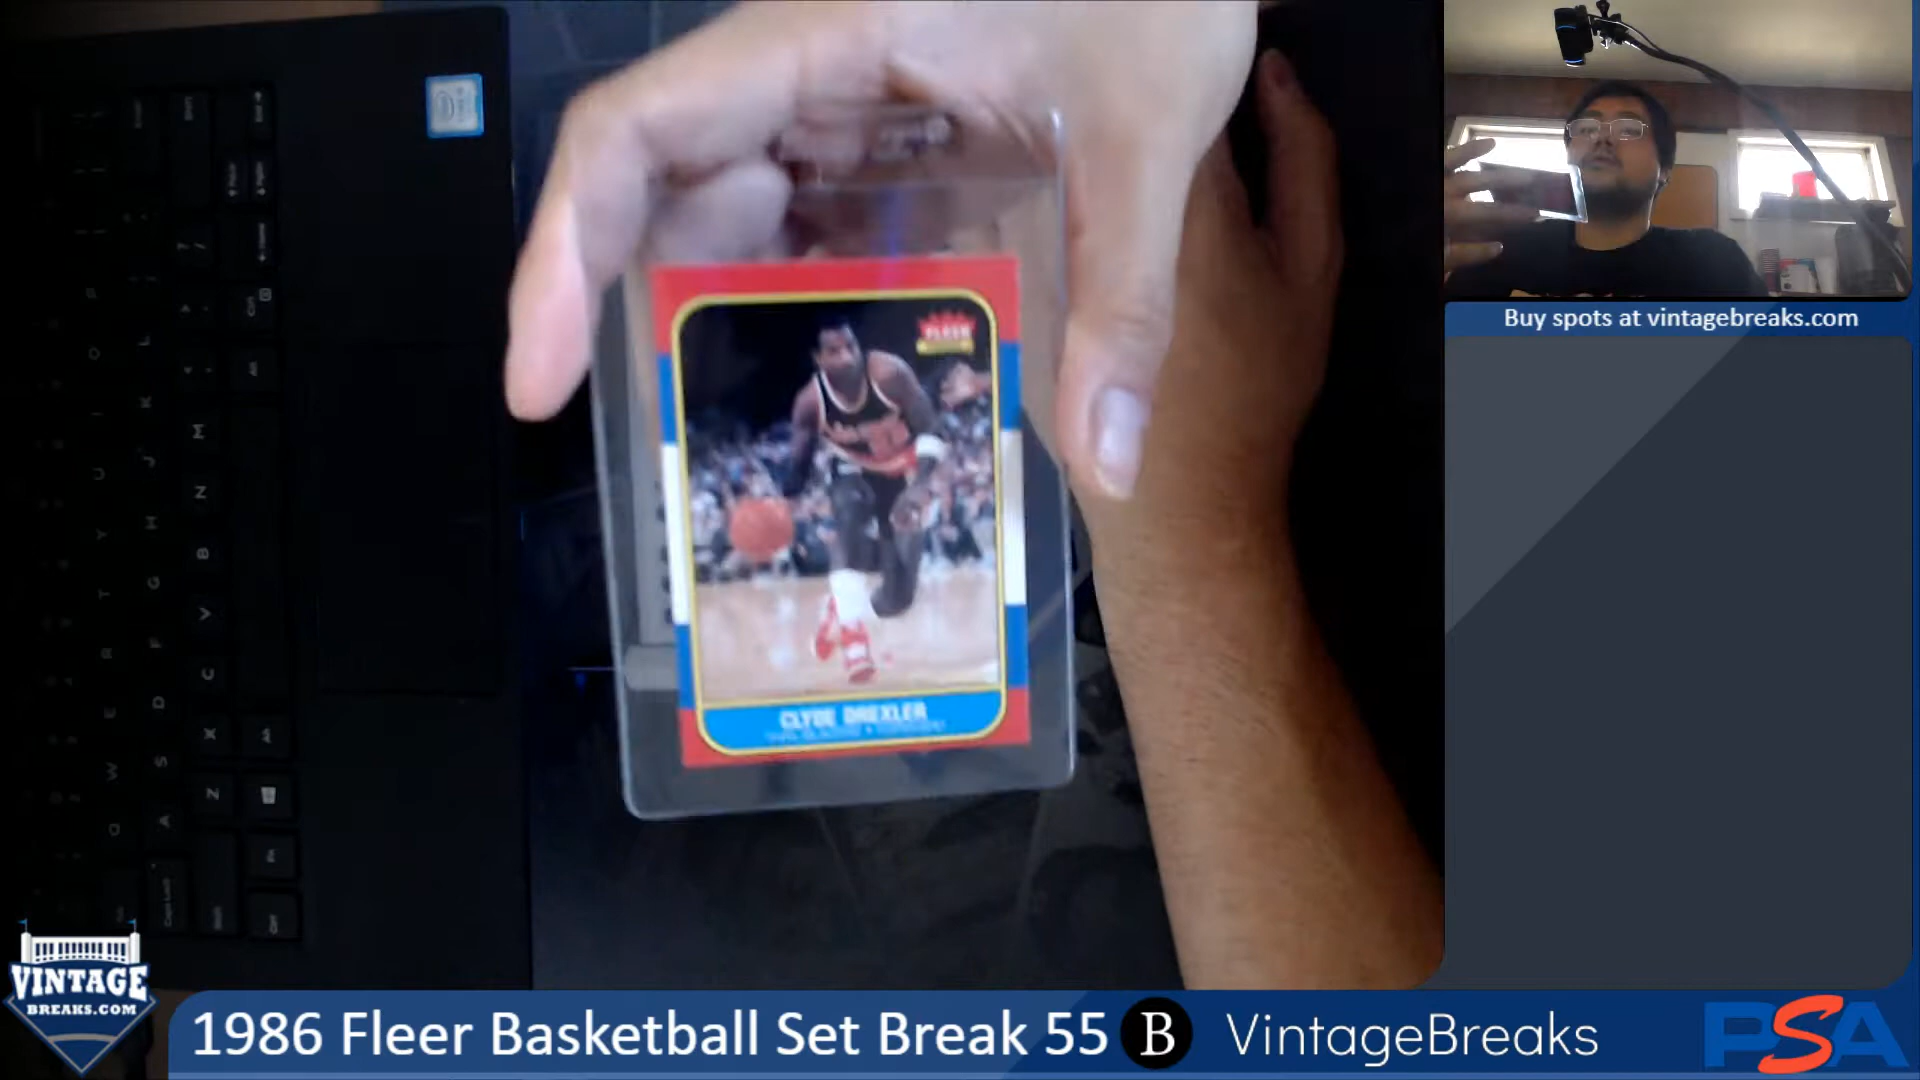 Buy spots at vintagebreaks.com
FLEER
CLYDE DREXLER
VINTAGE
BREAKS.COM
1986 Fleer Basketball Set Break 55 B VintageBreaks
PSA